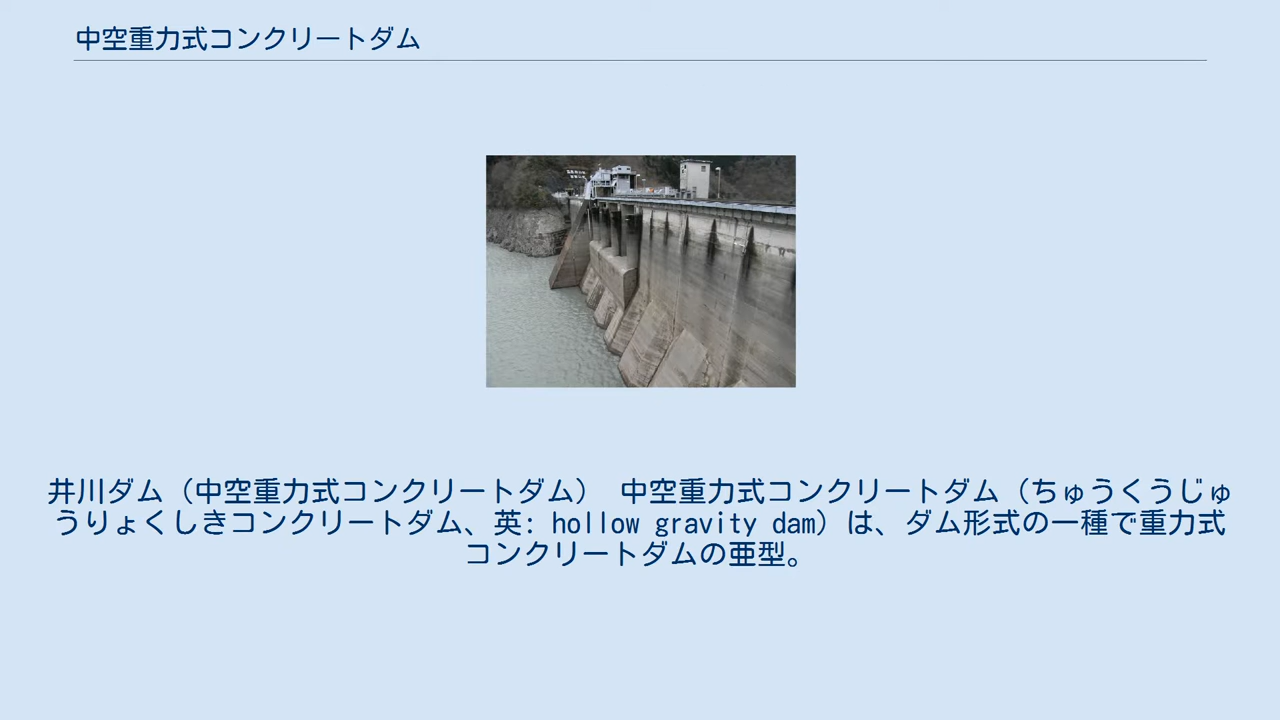 中空重力式コンクリートダム
井川ダム（中空重力式コンクリートダム） 中空重力式コンクリートダム（ちゅうくうじゅ
うりょくしきコンクリートダム、英: hollow gravity dam）は、ダム形式の一種で重力式
コンクリートダムの亜型。